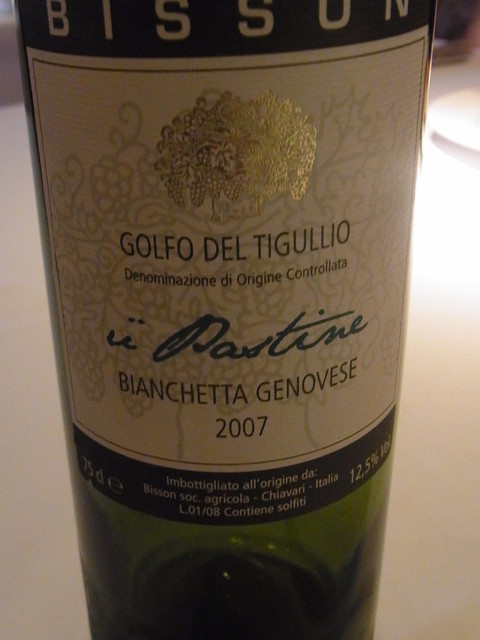 BISSON
GOLFO DEL TIGULLIO
Denominazione di Origine Controllata
ü Pastine
BIANCHETTA GENOVESE
2007
75 cl e 12,5% Vol
Imbottigliato all'origine da:
Bisson soc. agricola - Chiavari - Italia
L.01/08 Contiene solfiti